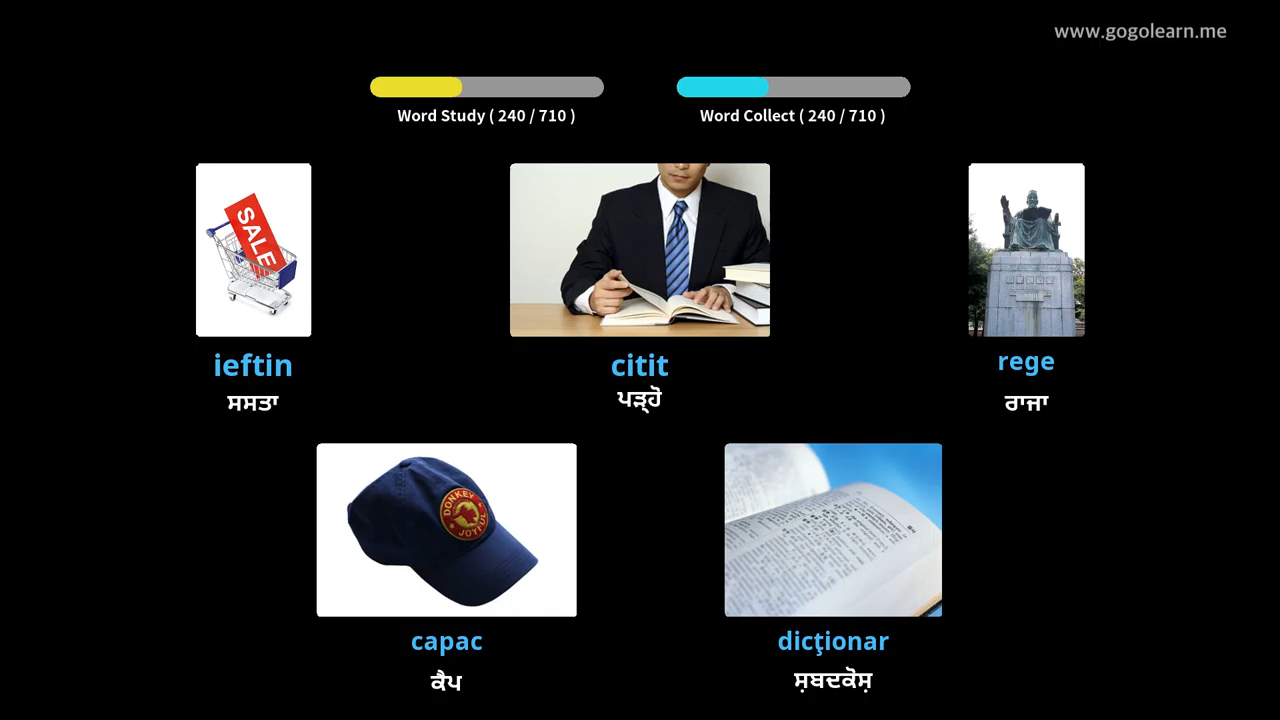 www.gogolearn.me
Word Study ( 240 / 710 )
Word Collect ( 240 / 710 )
SALE
ieftin
ਸਸਤਾ
citit
ਪੜ੍ਹੋ
rege
ਰਾਜਾ
DONKEY
JOYFUL
capac
ਕੈਪ
dicţionar
ਸ਼ਬਦਕੋਸ਼